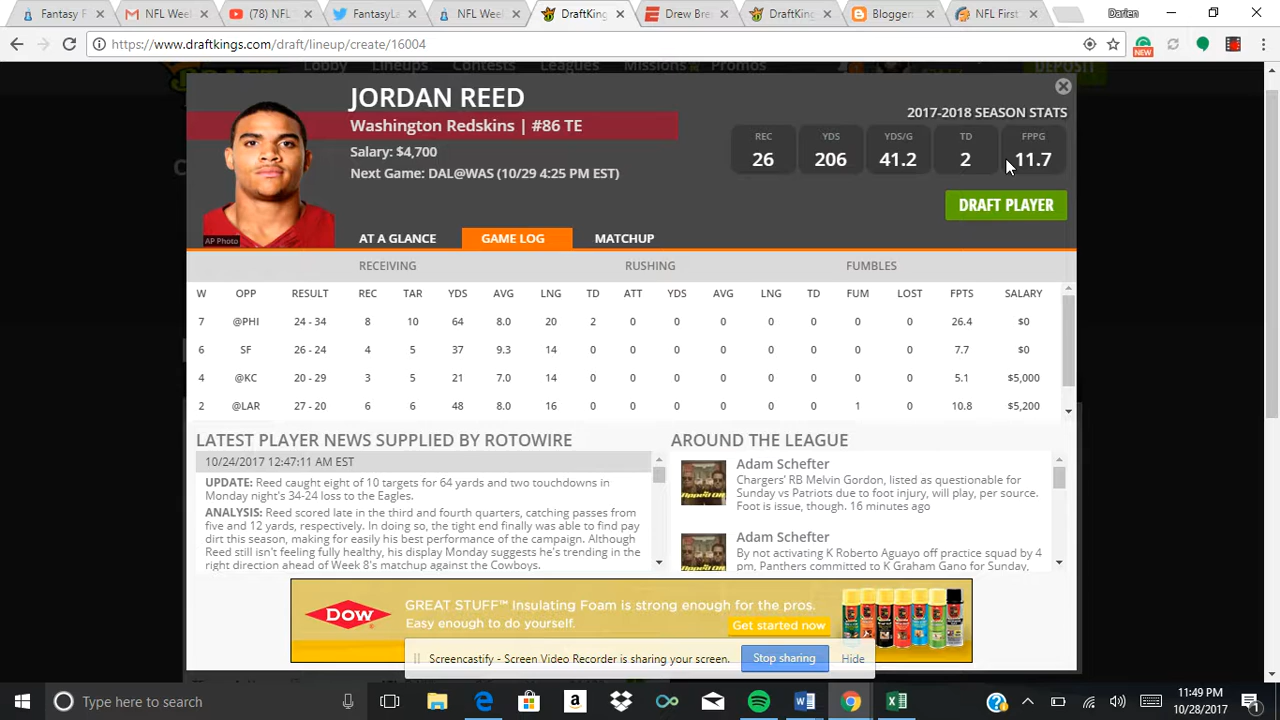 Fantasy F
NFL Wee
(78) NFL S
FantasyLa
NFL Week
DraftKing
Drew Bre
DraftKing
Blogger:
NFL First
Darien
https://www.draftkings.com/draft/lineup/create/16004
NEW
Lobby Lineups Contests Leagues Missions Promos
DEPOSIT
JORDAN REED
Washington Redskins | #86 TE
Salary: $4,700
Next Game: DAL@WAS (10/29 4:25 PM EST)
AP Photo
2017-2018 SEASON STATS
REC YDS YDS/G TD FPPG
26 206 41.2 2 11.7
DRAFT PLAYER
AT A GLANCE GAME LOG MATCHUP
RECEIVING RUSHING FUMBLES
W OPP RESULT REC TAR YDS AVG LNG TD ATT YDS AVG LNG TD FUM LOST FPTS SALARY
7 @PHI 24 - 34 8 10 64 8.0 20 2 0 0 0 0 0 0 0 26.4 $0
6 SF 26 - 24 4 5 37 9.3 14 0 0 0 0 0 0 0 0 7.7 $0
4 @KC 20 - 29 3 5 21 7.0 14 0 0 0 0 0 0 0 0 5.1 $5,000
2 @LAR 27 - 20 6 6 48 8.0 16 0 0 0 0 0 0 1 0 10.8 $5,200
LATEST PLAYER NEWS SUPPLIED BY ROTOWIRE
10/24/2017 12:47:11 AM EST
UPDATE: Reed caught eight of 10 targets for 64 yards and two touchdowns in
Monday night's 34-24 loss to the Eagles.
ANALYSIS: Reed scored late in the third and fourth quarters, catching passes from
five and 12 yards, respectively. In doing so, the tight end finally was able to find pay
dirt this season, making for easily his best performance of the campaign. Although
Reed still isn't feeling fully healthy, his display Monday suggests he's trending in the
right direction ahead of Week 8's matchup against the Cowboys.
AROUND THE LEAGUE
Adam Schefter
Chargers' RB Melvin Gordon, listed as questionable for
Sunday vs Patriots due to foot injury, will play, per source.
Foot is issue, though. 16 minutes ago
Adam Schefter
By not activating K Roberto Aguayo off practice squad by 4
pm, Panthers committed to K Graham Gano for Sunday,
DOW
GREAT STUFF™ Insulating Foam is strong enough for the pros.
Easy enough to do yourself.
Get started now
Screencastify - Screen Video Recorder is sharing your screen.
Stop sharing
Hide
Type here to search
11:49 PM
10/28/2017